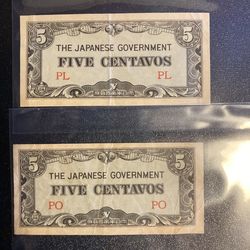 5 5
THE JAPANESE GOVERNMENT
FIVE CENTAVOS
PL PL
5 5
THE JAPANESE GOVERNMENT
FIVE CENTAVOS
PO PO